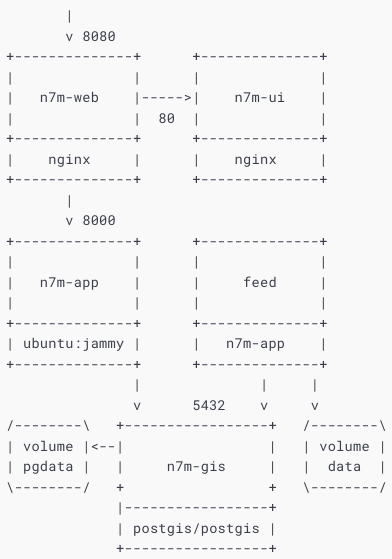 8080
n7m-web n7m-ui
80
nginx nginx
8000
n7m-app feed
ubuntu:jammy n7m-app
5432
volume volume
pgdata n7m-gis data
postgis/postgis